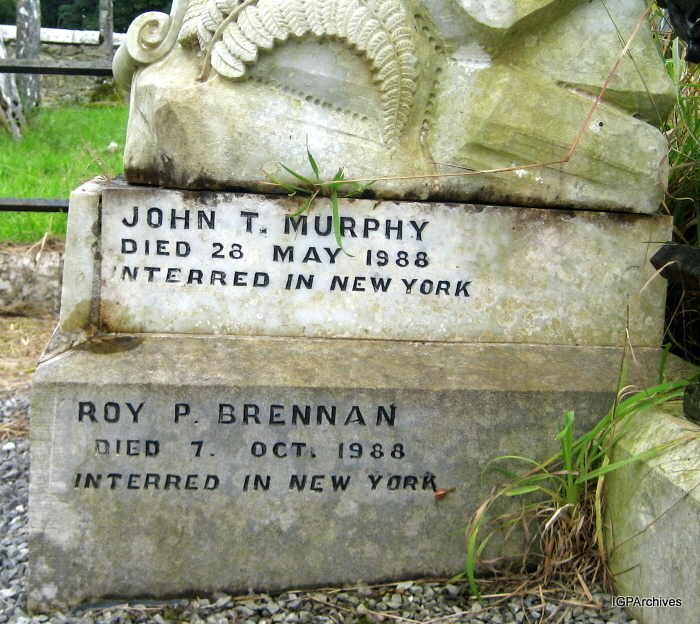 JOHN T. MURPHY
DIED 28 MAY 1988
INTERRED IN NEW YORK
ROY P. BRENNAN
DIED 7. OCT. 1988
INTERRED IN NEW YORK
IGPArchives